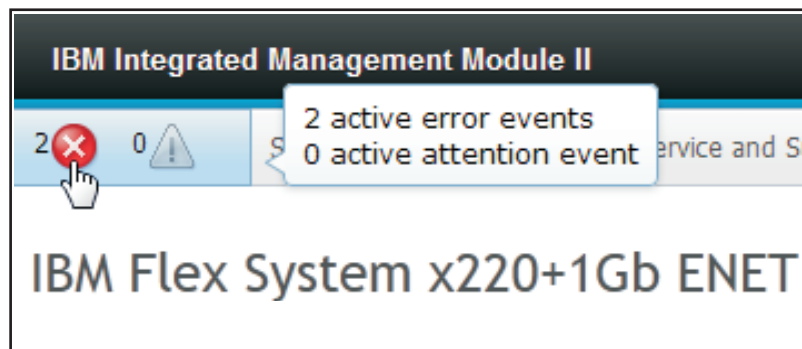 IBM Integrated Management Module II
2 active error events
2 0 S ervice and S
0 active attention event
IBM Flex System x220+1Gb ENET